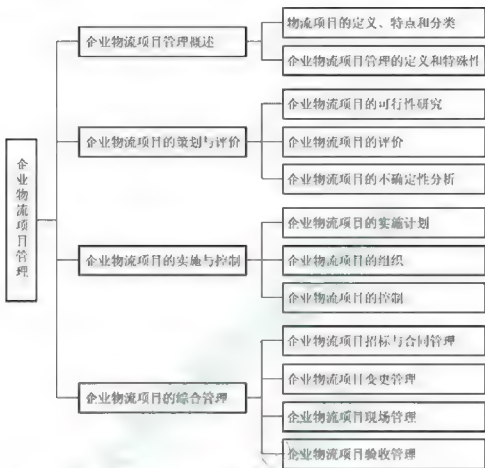 企业物流项目管理
企业物流项目管理概述
物流项目的定义、特点和分类
企业物流项目管理的定义和特殊性
企业物流项目的策划与评价
企业物流项目的可行性研究
企业物流项目的评价
企业物流项目的不确定性分析
企业物流项目的实施与控制
企业物流项目的实施计划
企业物流项目的组织
企业物流项目的控制
企业物流项目的综合管理
企业物流项目招标与合同管理
企业物流项目变更管理
企业物流项目现场管理
企业物流项目验收管理